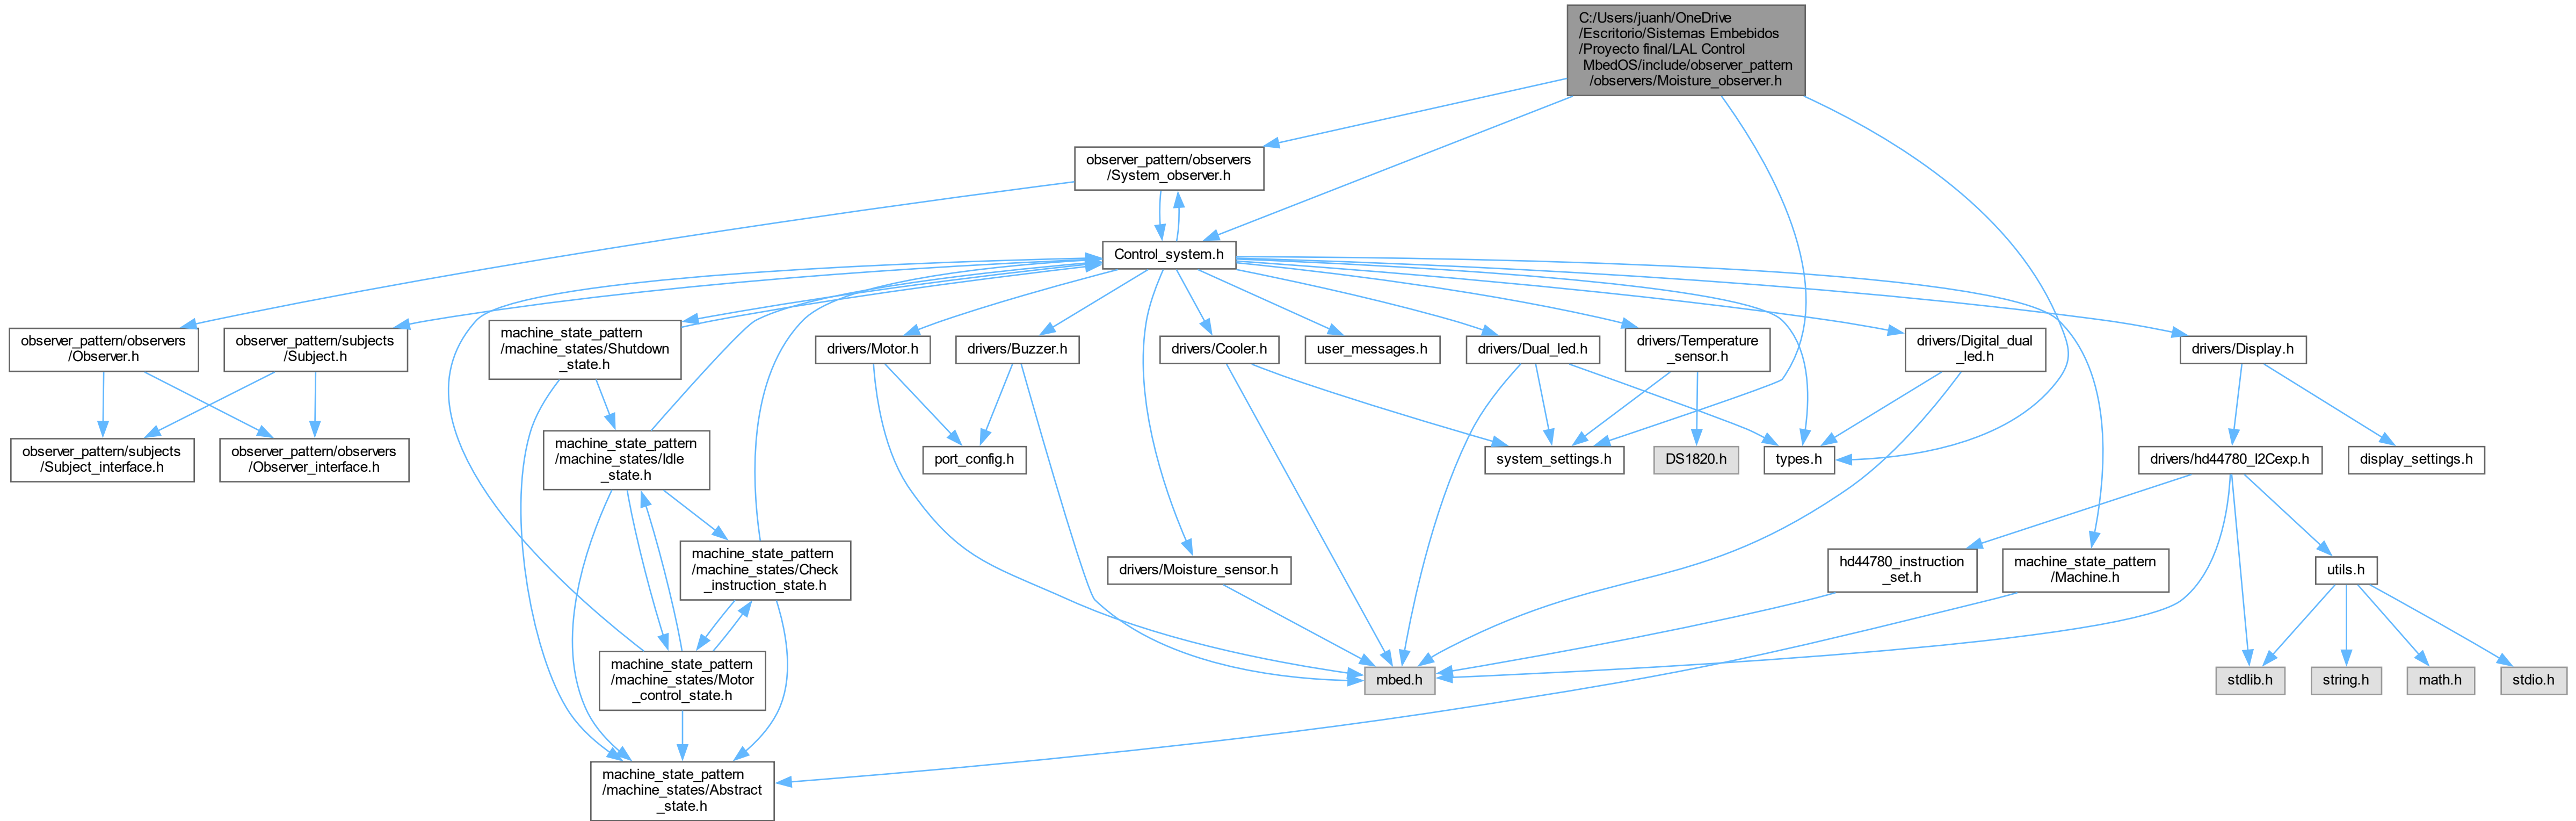 C:/Users/juanh/OneDrive
/Escritorio/Sistemas Embebidos
/Proyecto final/LAL Control
MbedOS/include/observer_pattern
/observers/Moisture_observer.h
observer_pattern/observers
/System_observer.h
Control_system.h
observer_pattern/observers
/Observer.h
observer_pattern/subjects
/Subject.h
machine_state_pattern
/machine_states/Shutdown
_state.h
drivers/Motor.h
drivers/Buzzer.h
drivers/Cooler.h
user_messages.h
drivers/Dual_led.h
drivers/Temperature
_sensor.h
drivers/Digital_dual
_led.h
drivers/Display.h
observer_pattern/subjects
/Subject_interface.h
observer_pattern/observers
/Observer_interface.h
machine_state_pattern
/machine_states/Idle
_state.h
port_config.h
system_settings.h
DS1820.h
types.h
drivers/hd44780_I2Cexp.h
display_settings.h
machine_state_pattern
/machine_states/Check
_instruction_state.h
drivers/Moisture_sensor.h
hd44780_instruction
_set.h
machine_state_pattern
/Machine.h
utils.h
machine_state_pattern
/machine_states/Motor
_control_state.h
mbed.h
stdlib.h
string.h
math.h
stdio.h
machine_state_pattern
/machine_states/Abstract
_state.h